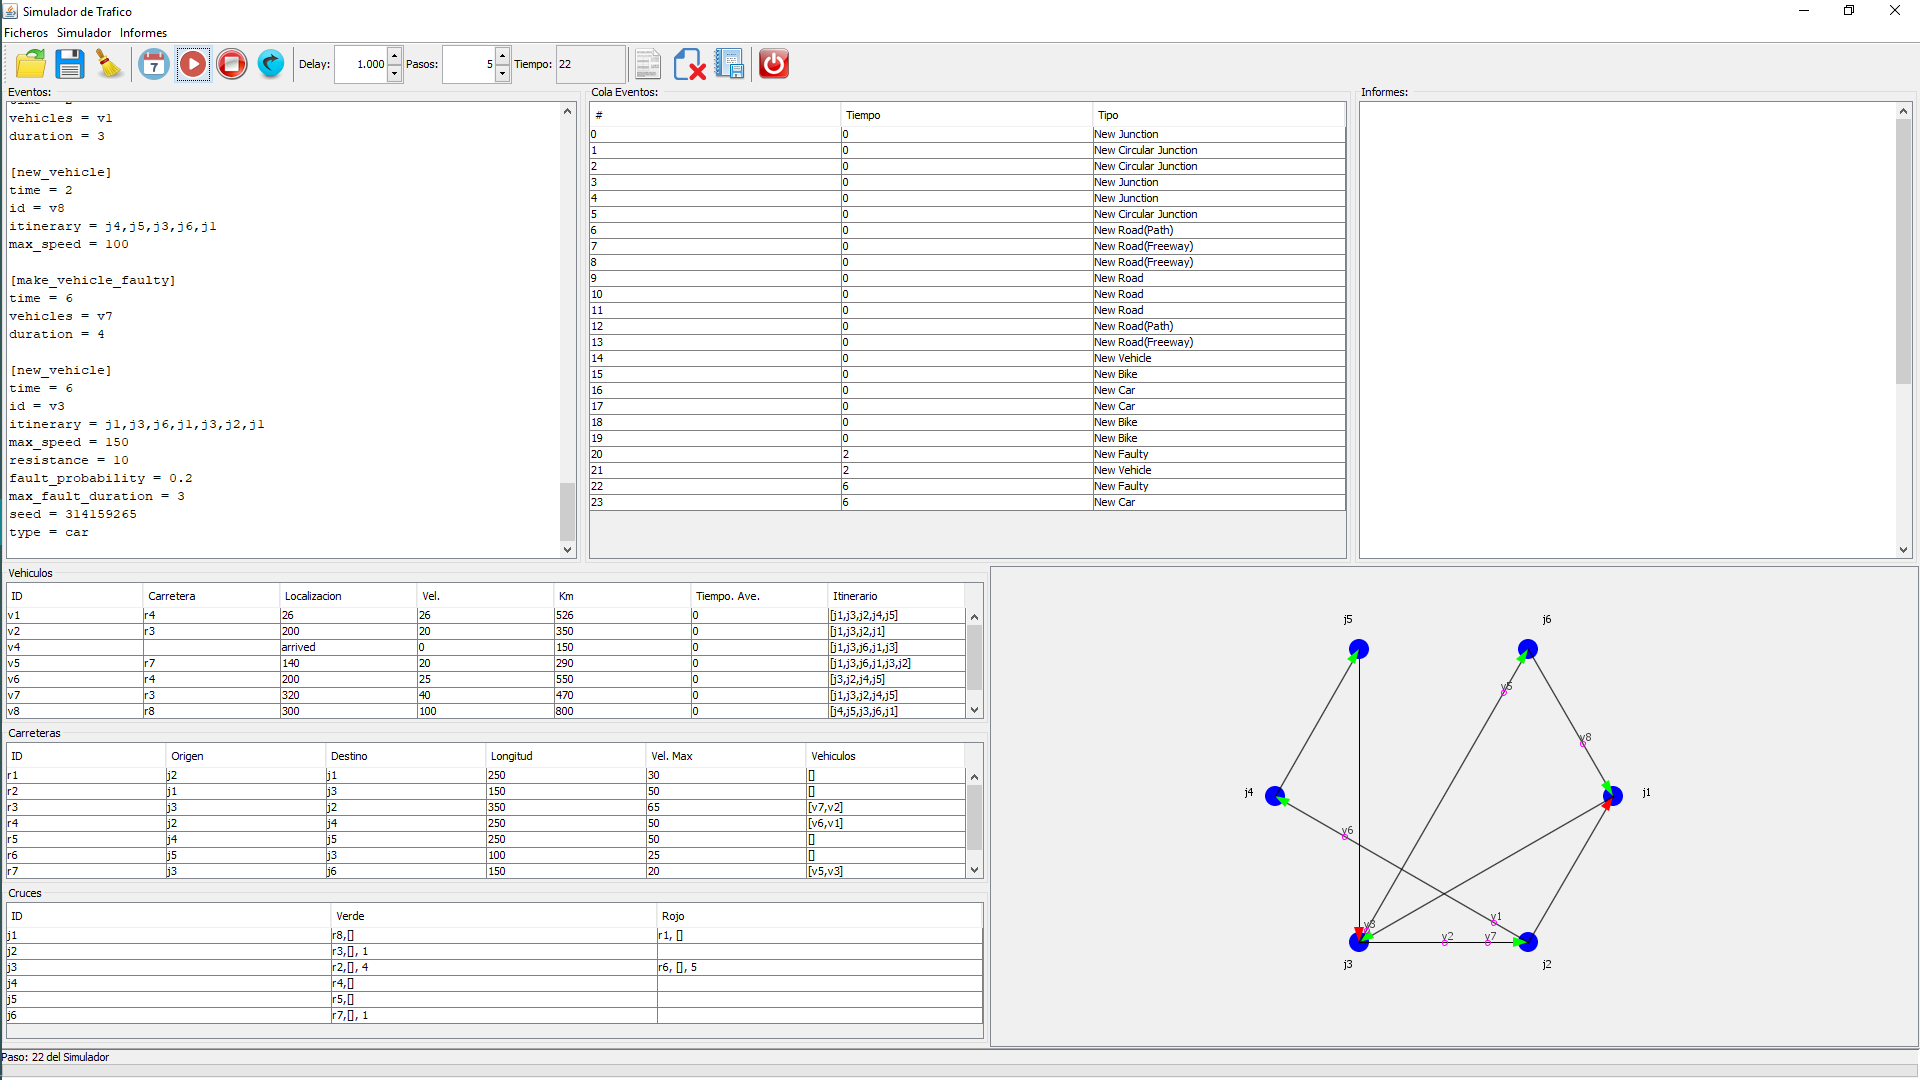 Simulador de Trafico
Ficheros Simulador Informes
7 Delay: 1.000 Pasos: 5 Tiempo: 22
Eventos:
vehicles = v1
duration = 3
[new_vehicle]
time = 2
id = v8
itinerary = j4,j5,j3,j6,j1
max_speed = 100
[make_vehicle_faulty]
time = 6
vehicles = v7
duration = 4
[new_vehicle]
time = 6
id = v3
itinerary = j1,j3,j6,j1,j3,j2,j1
max_speed = 150
resistance = 10
fault_probability = 0.2
max_fault_duration = 3
seed = 314159265
type = car
Cola Eventos:
# Tiempo Tipo
0 0 New Junction
1 0 New Circular Junction
2 0 New Circular Junction
3 0 New Junction
4 0 New Junction
5 0 New Circular Junction
6 0 New Road(Path)
7 0 New Road(Freeway)
8 0 New Road(Freeway)
9 0 New Road
10 0 New Road
11 0 New Road
12 0 New Road(Path)
13 0 New Road(Freeway)
14 0 New Vehicle
15 0 New Bike
16 0 New Car
17 0 New Car
18 0 New Bike
19 0 New Bike
20 2 New Faulty
21 2 New Vehicle
22 6 New Faulty
23 6 New Car
Informes:
Vehiculos
ID Carretera Localizacion Vel. Km Tiempo. Ave. Itinerario
v1 r4 26 26 526 0 [j1,j3,j2,j4,j5]
v2 r3 200 20 350 0 [j1,j3,j2,j1]
v4 arrived 0 150 0 [j1,j3,j6,j1,j3]
v5 r7 140 20 290 0 [j1,j3,j6,j1,j3,j2]
v6 r4 200 25 550 0 [j3,j2,j4,j5]
v7 r3 320 40 470 0 [j1,j3,j2,j4,j5]
v8 r8 300 100 800 0 [j4,j5,j3,j6,j1]
Carreteras
ID Origen Destino Longitud Vel. Max Vehiculos
r1 j2 j1 250 30 []
r2 j1 j3 150 50 []
r3 j3 j2 350 65 [v7,v2]
r4 j2 j4 250 50 [v6,v1]
r5 j4 j5 250 50 []
r6 j5 j3 100 25 []
r7 j3 j6 150 20 [v5,v3]
Cruces
ID Verde Rojo
j1 r8,[] r1, []
j2 r3,[], 1
j3 r2,[], 4 r6, [], 5
j4 r4,[]
j5 r5,[]
j6 r7,[], 1
j5 j6
v5
v8
j4 j1
v6
v3 v1
v2 v7
j3 j2
Paso: 22 del Simulador